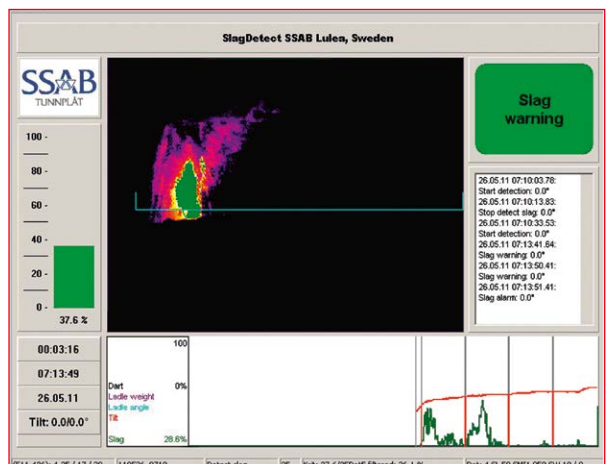 SlagDetect SSAB Lulea, Sweden
SSAB
TUNNPLÅT
100 -
80 -
60 -
40 -
20 -
0 -
37.6 %
Slag
warning
26.05.11 07:10:03.78:
Start detection: 0.0°
26.05.11 07:10:13.83:
Stop detect slag: 0.0°
26.05.11 07:10:33.53:
Start detection: 0.0°
26.05.11 07:13:41.64:
Slag warning: 0.0°
26.05.11 07:13:50.41:
Slag warning: 0.0°
26.05.11 07:13:51.41:
Slag alarm: 0.0°
00:03:16
07:13:49
26.05.11
Tilt: 0.0/0.0°
100
Dart 0%
Ladle weight
Ladle angle
Tilt
Slag 28.6%